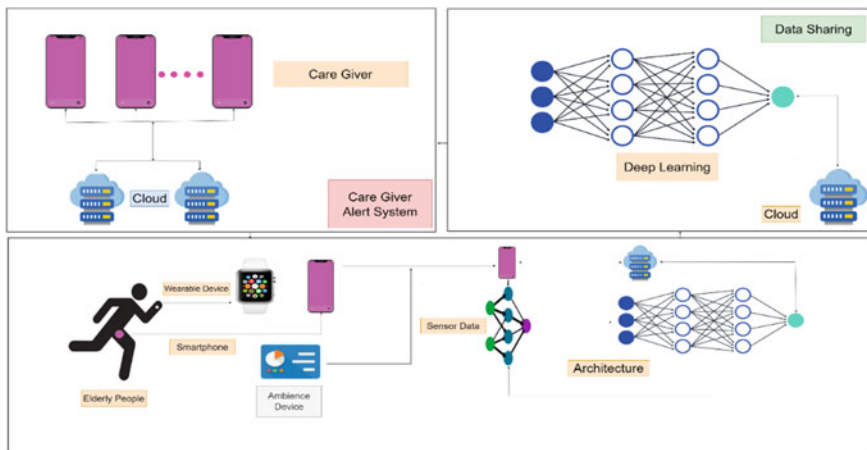 Care Giver
Cloud
Care Giver
Alert System
Data Sharing
Deep Learning
Cloud
Wearable Device
Smartphone
Elderly People
Ambience
Device
Sensor Data
Architecture